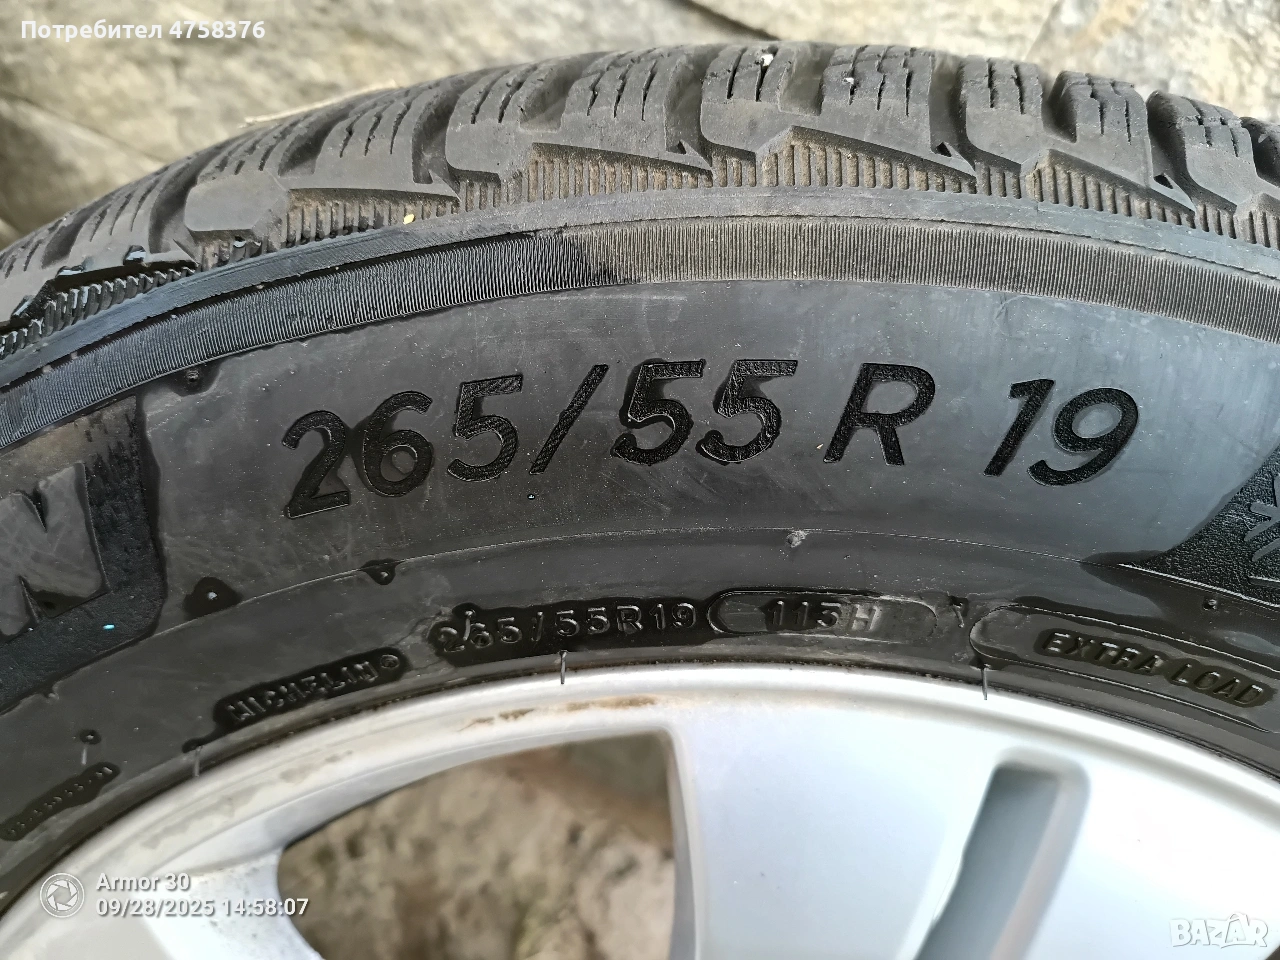 Потребител 4758376
265/55 R 19
N
265/55R19 113H
EXTRA LOAD
MICHELIN
Armor 30
09/28/2025 14:58:07
BAZAR